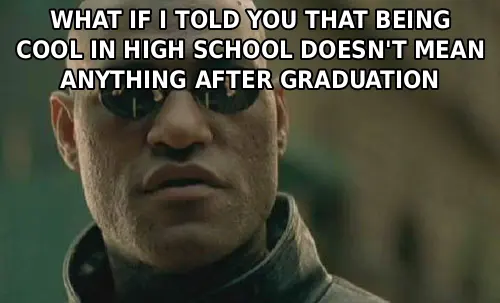 WHAT IF I TOLD YOU THAT BEING
COOL IN HIGH SCHOOL DOESN'T MEAN
ANYTHING AFTER GRADUATION